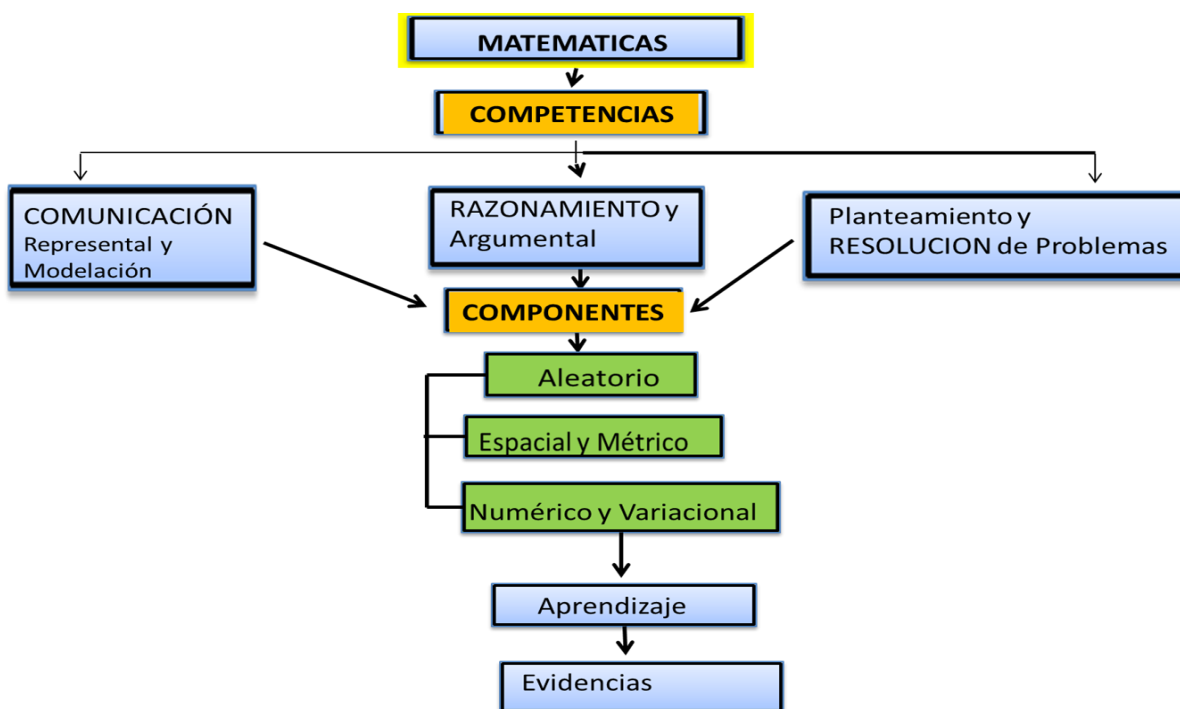 MATEMATICAS
COMPETENCIAS
COMUNICACIÓN
Represental y
Modelación
RAZONAMIENTO y
Argumental
Planteamiento y
RESOLUCION de Problemas
COMPONENTES
Aleatorio
Espacial y Métrico
Numérico y Variacional
Aprendizaje
Evidencias